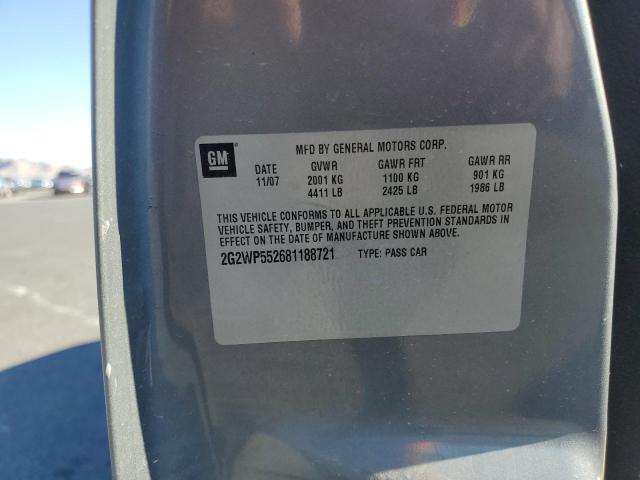 GM
MFD BY GENERAL MOTORS CORP.
DATE GVWR GAWR FRT GAWR RR
11/07 2001 KG 1100 KG 901 KG
4411 LB 2425 LB 1986 LB
THIS VEHICLE CONFORMS TO ALL APPLICABLE U.S. FEDERAL MOTOR
VEHICLE SAFETY, BUMPER, AND THEFT PREVENTION STANDARDS IN
EFFECT ON THE DATE OF MANUFACTURE SHOWN ABOVE.
2G2WP552681188721 TYPE: PASS CAR